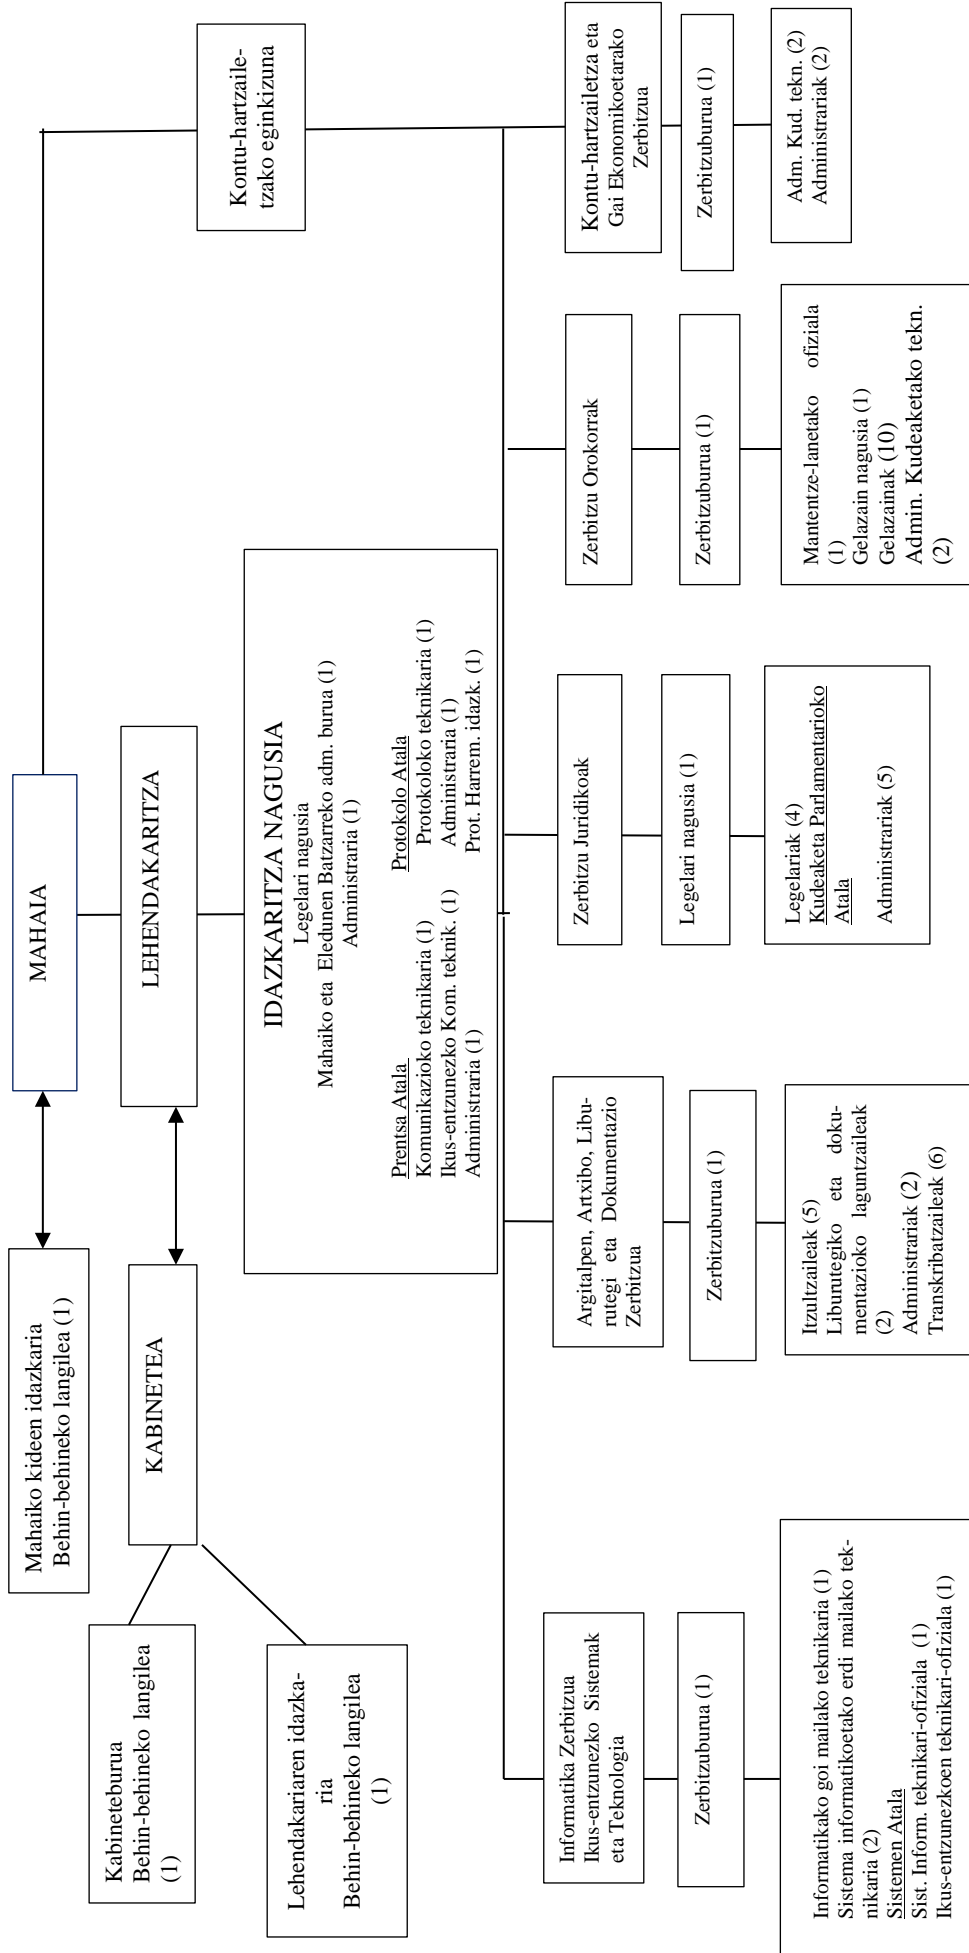 Mahaiko kideen idazkaria
Behin-behineko langilea (1)
MAHAIA
Kabineteburua
Behin-behineko langilea
(1)
KABINETEA
LEHENDAKARITZA
Kontu-hartzaile-
tzako eginkizuna
Lehendakariaren idazka-
ria
Behin-behineko langilea
(1)
IDAZKARITZA NAGUSIA
Legelari nagusia
Mahaiko eta Eledunen Batzarreko adm. burua (1)
Administraria (1)
Prentsa Atala
Komunikazioko teknikaria (1)
Ikus-entzunezko Kom. teknik. (1)
Administraria (1)
Protokolo Atala
Protokoloko teknikaria (1)
Administraria (1)
Prot. Harrem. idazk. (1)
Informatika Zerbitzua
Ikus-entzunezko Sistemak
eta Teknologia
Zerbitzuburua (1)
Informatikako goi mailako teknikaria (1)
Sistema informatikoetako erdi mailako tek-
nikaria (2)
Sistemen Atala
Sist. Inform. teknikari-ofiziala (1)
Ikus-entzunezkoen teknikari-ofiziala (1)
Argitalpen, Artxibo, Libu-
rutegi eta Dokumentazio
Zerbitzua
Zerbitzuburua (1)
Itzultzaileak (5)
Liburutegiko eta doku-
mentazioko laguntzaileak
(2)
Administrariak (2)
Transkribatzaileak (6)
Zerbitzu Juridikoak
Legelari nagusia (1)
Legelariak (4)
Kudeaketa Parlamentarioko
Atala
Administrariak (5)
Zerbitzu Orokorrak
Zerbitzuburua (1)
Mantentze-lanetako ofiziala
(1)
Gelazain nagusia (1)
Gelazainak (10)
Admin. Kudeaketako tekn.
(2)
Kontu-hartzailetza eta
Gai Ekonomikoetarako
Zerbitzua
Zerbitzuburua (1)
Adm. Kud. tekn. (2)
Administrariak (2)